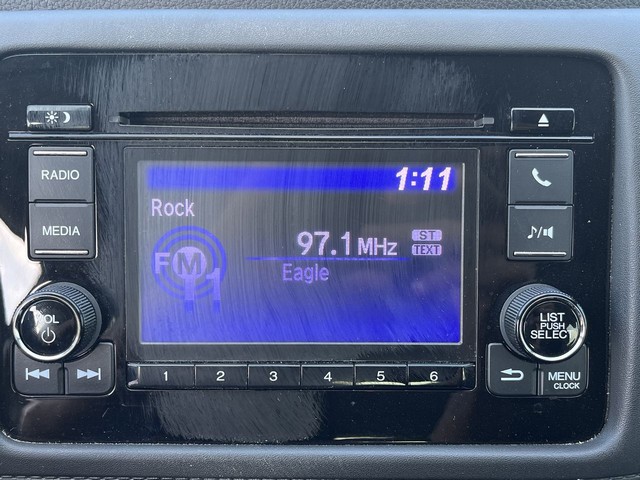 1:11
RADIO
Rock
MEDIA
97.1 MHz
ST
TEXT
FM
1
Eagle
VOL
LIST
PUSH
SELECT
1 2 3 4 5 6
MENU
CLOCK